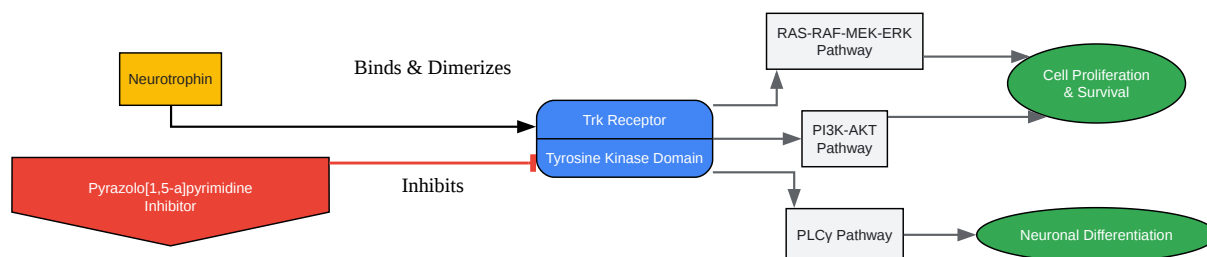 Neurotrophin
Binds & Dimerizes
Pyrazolo[1,5-a]pyrimidine
Inhibitor
Inhibits
Trk Receptor
Tyrosine Kinase Domain
RAS-RAF-MEK-ERK
Pathway
PI3K-AKT
Pathway
PLCγ Pathway
Cell Proliferation
& Survival
Neuronal Differentiation